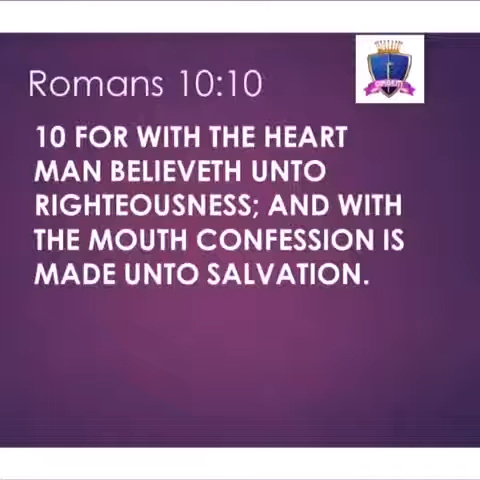 Romans 10:10
10 FOR WITH THE HEART
MAN BELIEVETH UNTO
RIGHTEOUSNESS; AND WITH
THE MOUTH CONFESSION IS
MADE UNTO SALVATION.